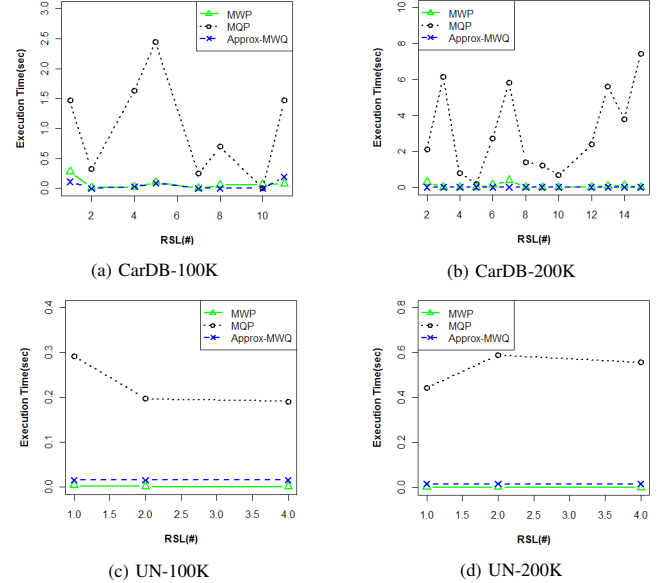 MWP
MQP
Approx-MWQ
Execution Time(sec)
0.0 0.5 1.0 1.5 2.0 2.5 3.0
2 4 6 8 10
RSL(#)
(a) CarDB-100K
MWP
MQP
Approx-MWQ
Execution Time(sec)
0 2 4 6 8 10
2 4 6 8 10 12 14
RSL(#)
(b) CarDB-200K
MWP
MQP
Approx-MWQ
Execution Time(sec)
0.0 0.1 0.2 0.3 0.4
1.0 1.5 2.0 2.5 3.0 3.5 4.0
RSL(#)
(c) UN-100K
MWP
MQP
Approx-MWQ
Execution Time(sec)
0.0 0.2 0.4 0.6 0.8
1.0 1.5 2.0 2.5 3.0 3.5 4.0
RSL(#)
(d) UN-200K